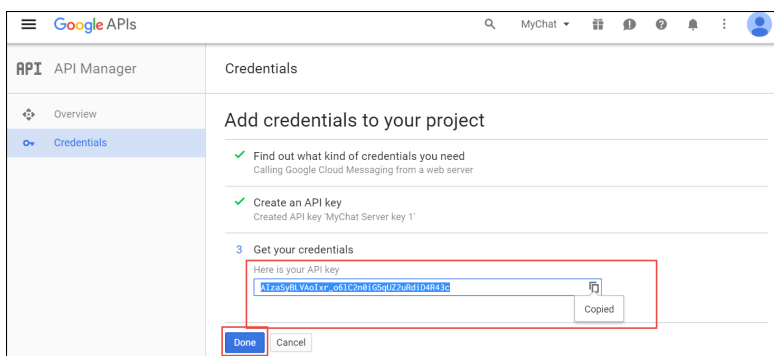 Google APIs
MyChat
API API Manager
Credentials
Overview
Credentials
Add credentials to your project
Find out what kind of credentials you need
Calling Google Cloud Messaging from a web server
Create an API key
Created API key 'MyChat Server key 1'
3 Get your credentials
Here is your API key
AIzaSyBLVAoIxr_o6lC2n0iG5qUZ2uRdiD4R43c
Copied
Done
Cancel